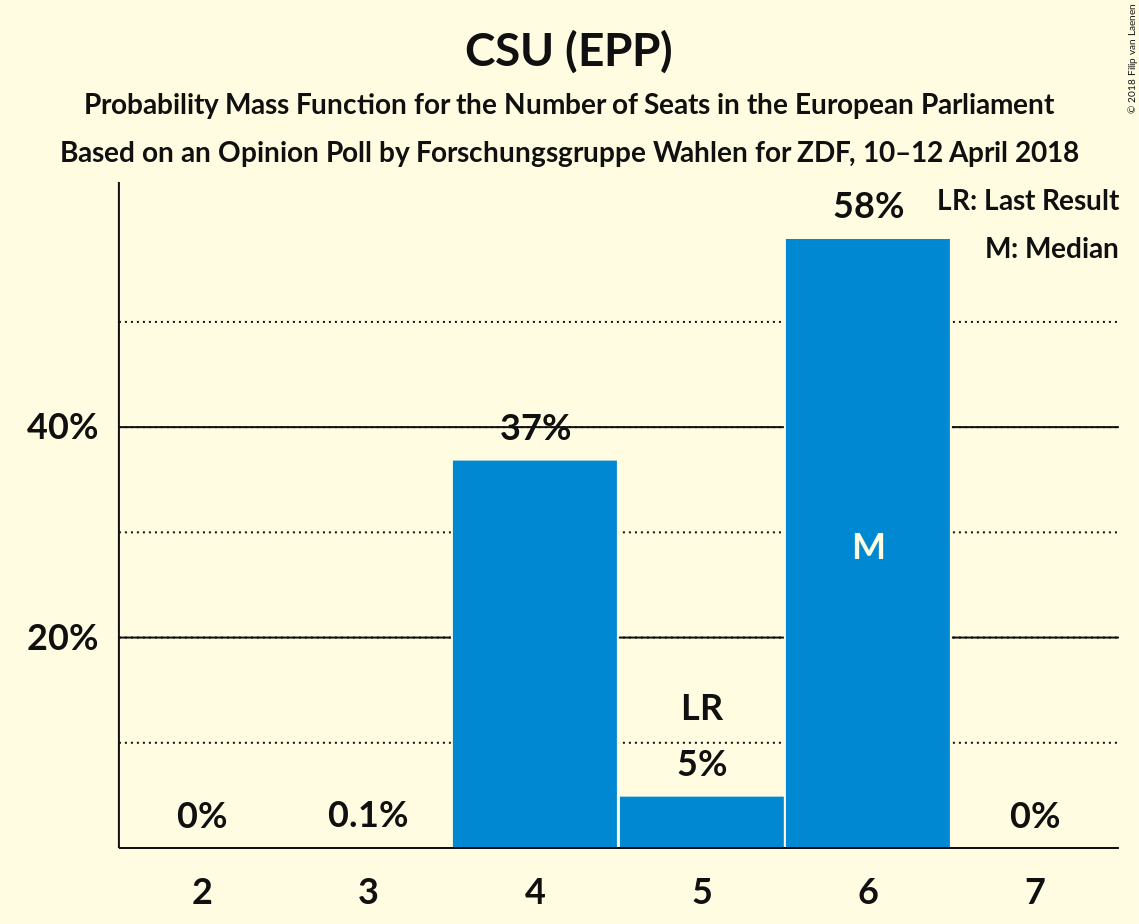 CSU (EPP)
Probability Mass Function for the Number of Seats in the European Parliament
Based on an Opinion Poll by Forschungsgruppe Wahlen for ZDF, 10–12 April 2018
© 2018 Filip van Laenen
LR: Last Result
M: Median
58%
40%
37%
M
20%
LR
5%
0%
0.1%
0%
2 3 4 5 6 7